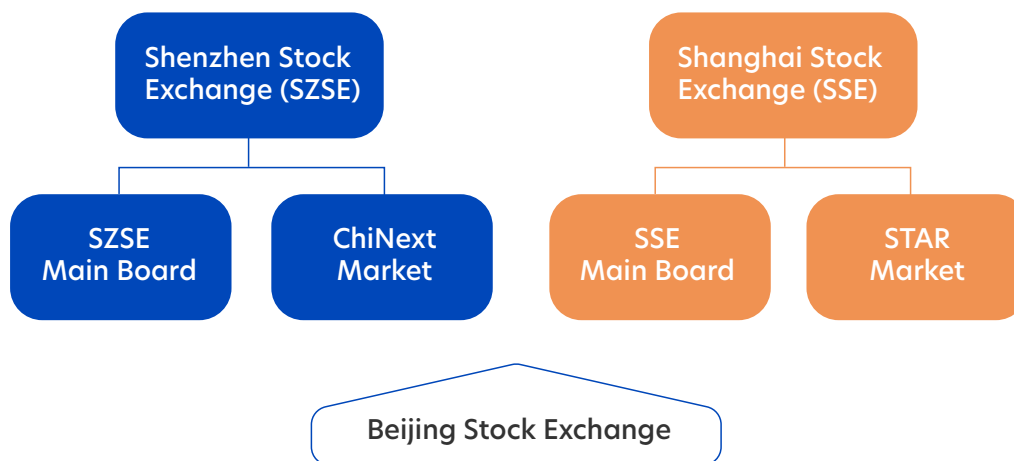 Shenzhen Stock
Exchange (SZSE)
Shanghai Stock
Exchange (SSE)
SZSE
Main Board
ChiNext
Market
SSE
Main Board
STAR
Market
Beijing Stock Exchange